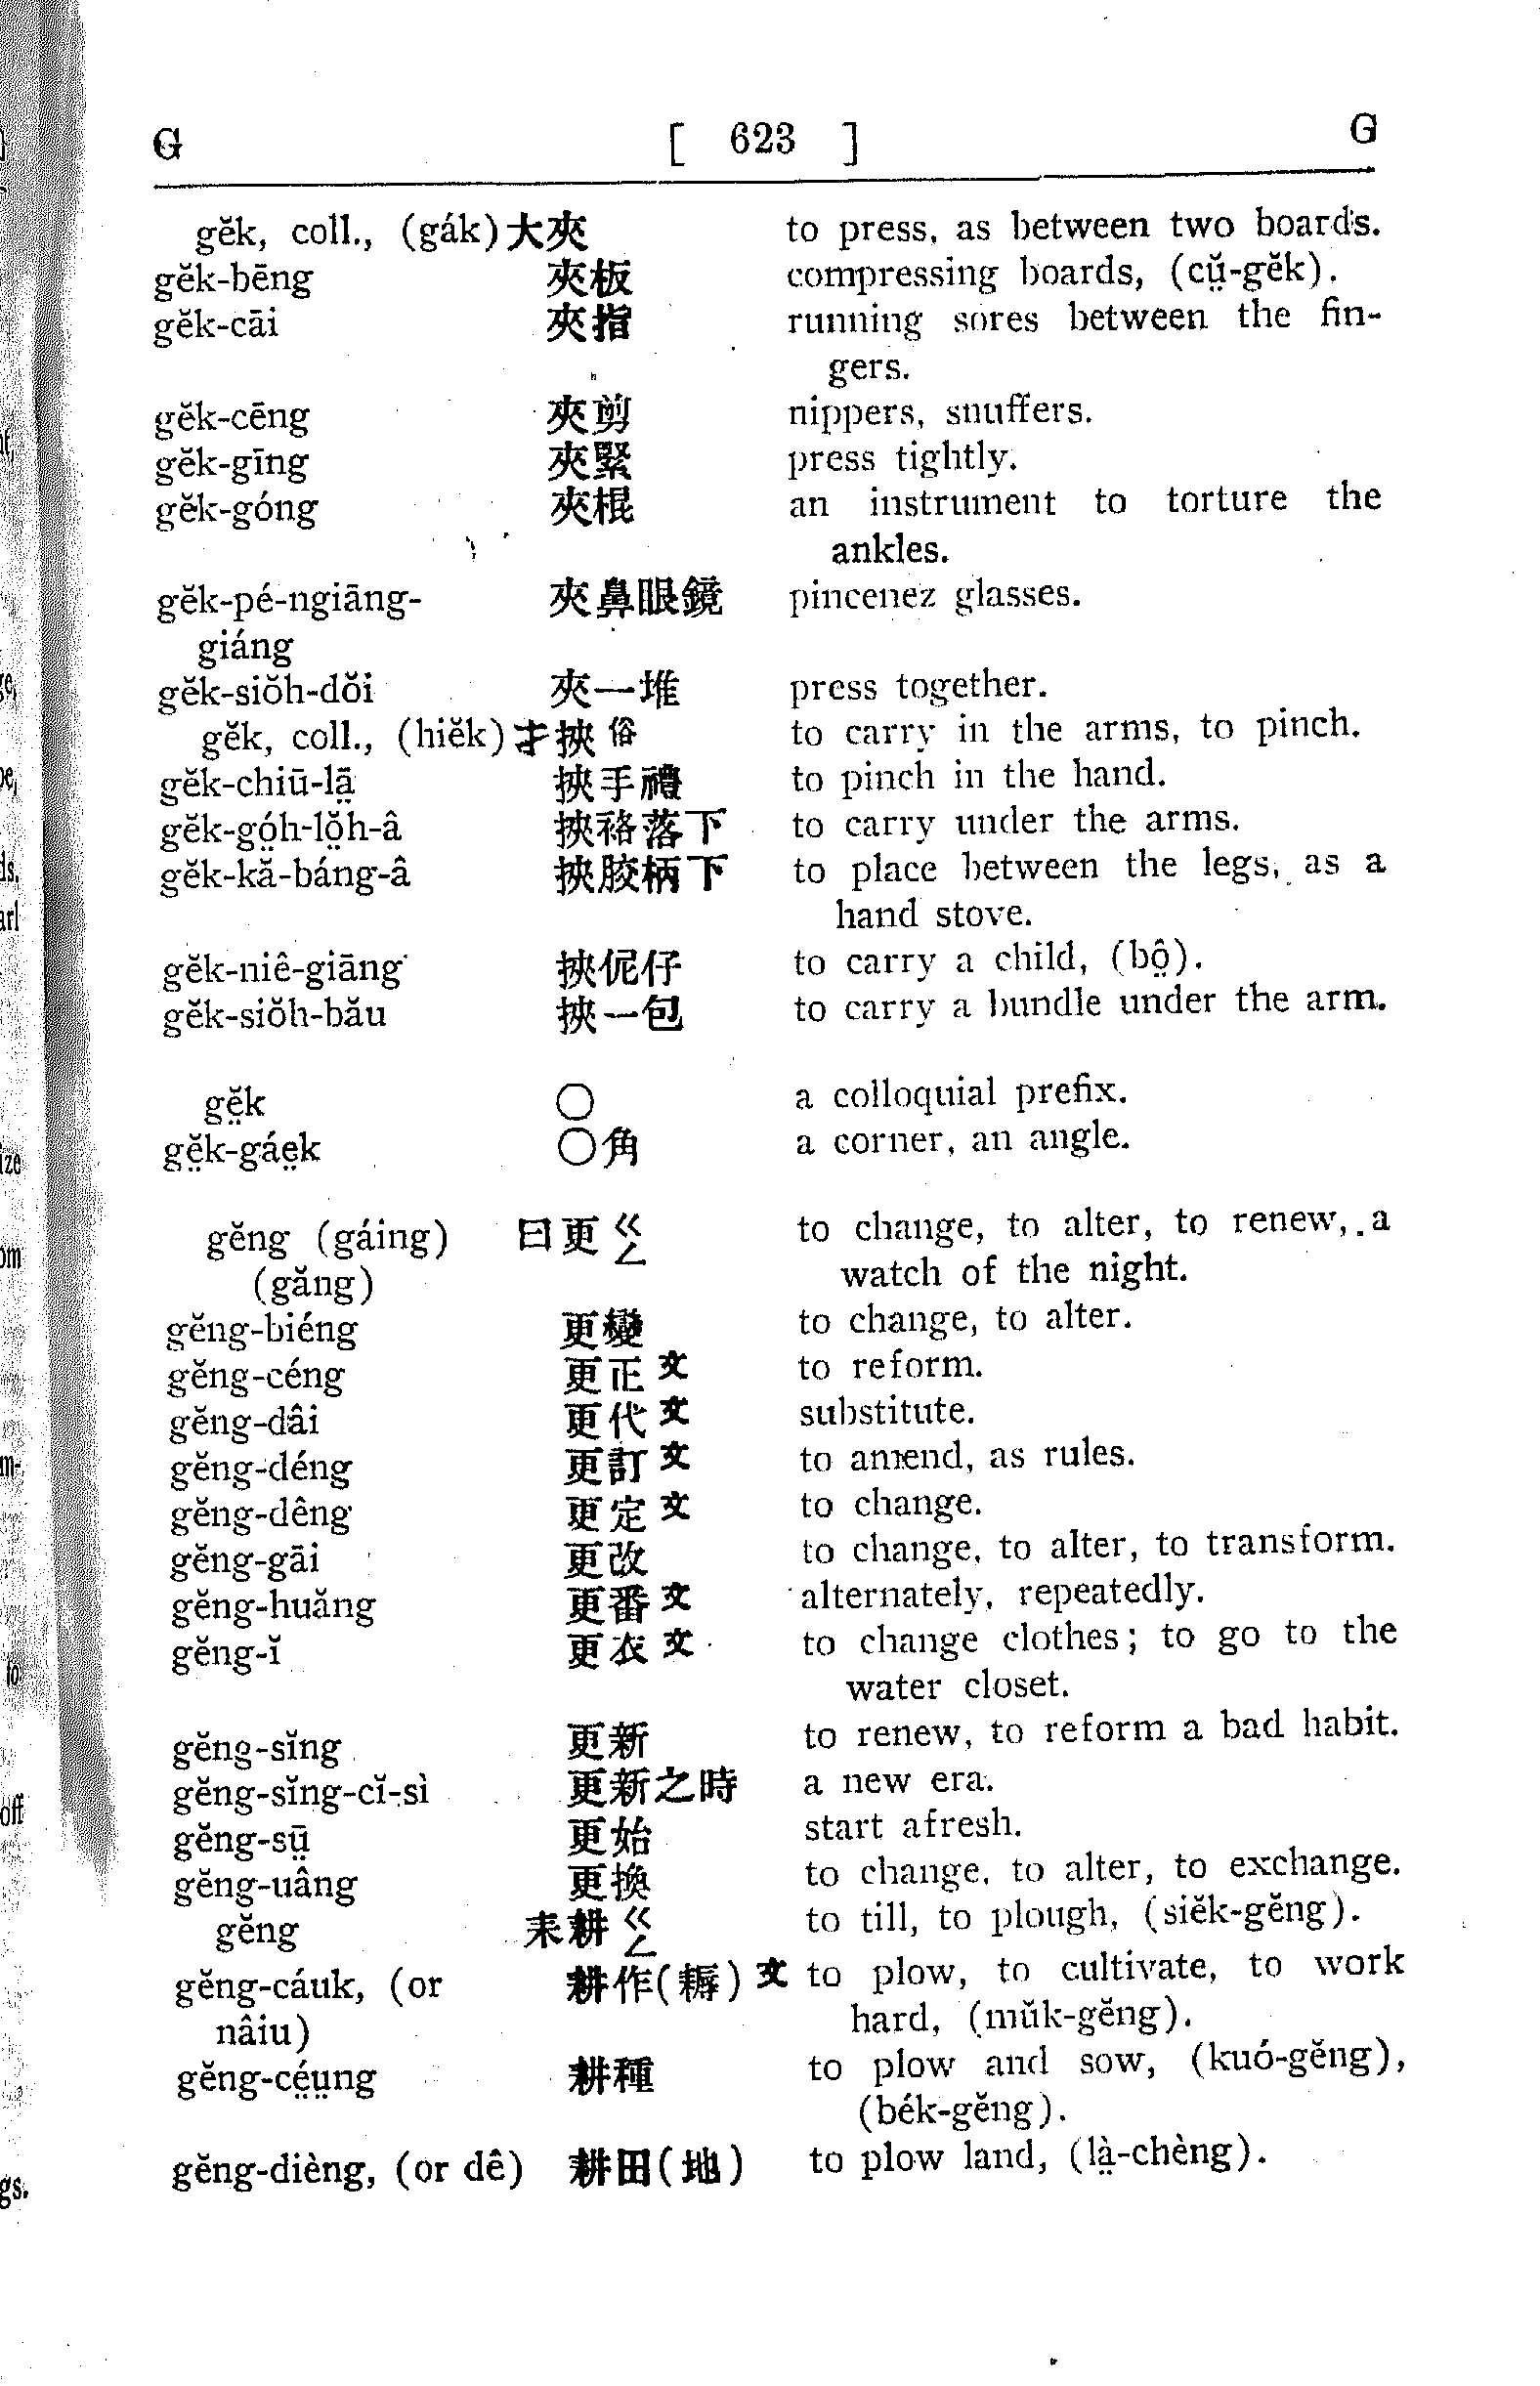 G [ 623 ] G
gĕk, coll., (gák) 大夾 to press, as between two boards.
gĕk-bēng 夾板 compressing boards, (cṳ̆-gĕk).
gĕk-cāi 夾指 running sores between the fin-
gers.
gĕk-cēng 夾剪 nippers, snuffers.
gĕk-gīng 夾緊 press tightly.
gĕk-góng 夾棍 an instrument to torture the
ankles.
gĕk-pé-ngiāng- 夾鼻眼鏡 pincenez glasses.
giáng
gĕk-siŏh-dŏi 夾一堆 press together.
gĕk, coll., (hiĕk) 才挾俗 to carry in the arms, to pinch.
gĕk-chiū-lā̤ 挾手禮 to pinch in the hand.
gĕk-gó̤h-lŏ̤h-â 挾袼落下 to carry under the arms.
gĕk-kă-báng-â 挾胶柄下 to place between the legs, as a
hand stove.
gĕk-niê-giāng 挾伲仔 to carry a child, (bô̤).
gĕk-siŏh-bău 挾一包 to carry a bundle under the arm.
gĕ̤k ○ a colloquial prefix.
gĕ̤k-gáe̤k ○角 a corner, an angle.
gĕng (gáing) 曰更ㄍㄥ to change, to alter, to renew, a
(găng) watch of the night.
gĕng-biéng 更變 to change, to alter.
gĕng-céng 更正文 to reform.
gĕng-dâi 更代文 substitute.
gĕng-déng 更訂文 to amend, as rules.
gĕng-dêng 更定文 to change.
gĕng-gāi 更改 to change, to alter, to transform.
gĕng-huăng 更番文 alternately, repeatedly.
gĕng-ĭ 更衣文 to change clothes; to go to the
water closet.
gĕng-sĭng 更新 to renew, to reform a bad habit.
gĕng-sĭng-cĭ-sì 更新之時 a new era.
gĕng-sṳ̄ 更始 start afresh.
gĕng-uâng 更換 to change, to alter, to exchange.
gĕng 耒耕ㄍㄥ to till, to plough, (siĕk-gĕng).
gĕng-cáuk, (or 耕作(耨)文 to plow, to cultivate, to work
nâiu) hard, (mŭk-gĕng).
gĕng-cé̤ṳng 耕種 to plow and sow, (kuó-gĕng),
(bék-gĕng).
gĕng-dièng, (or dê) 耕田(地) to plow land, (là̤-chèng).